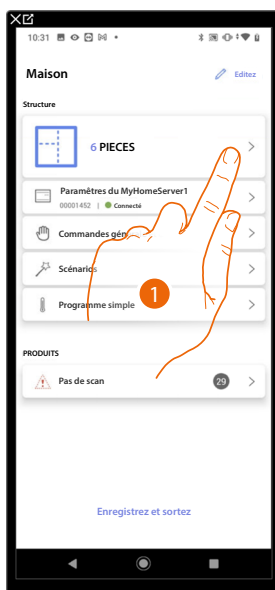 10:31
Maison
Editez
Structure
6 PIECES
Paramètres du MyHomeServer1
00001452 | Connecté
Commandes gén
Scénarios
1
Programme simple
PRODUITS
Pas de scan
29
Enregistrez et sortez